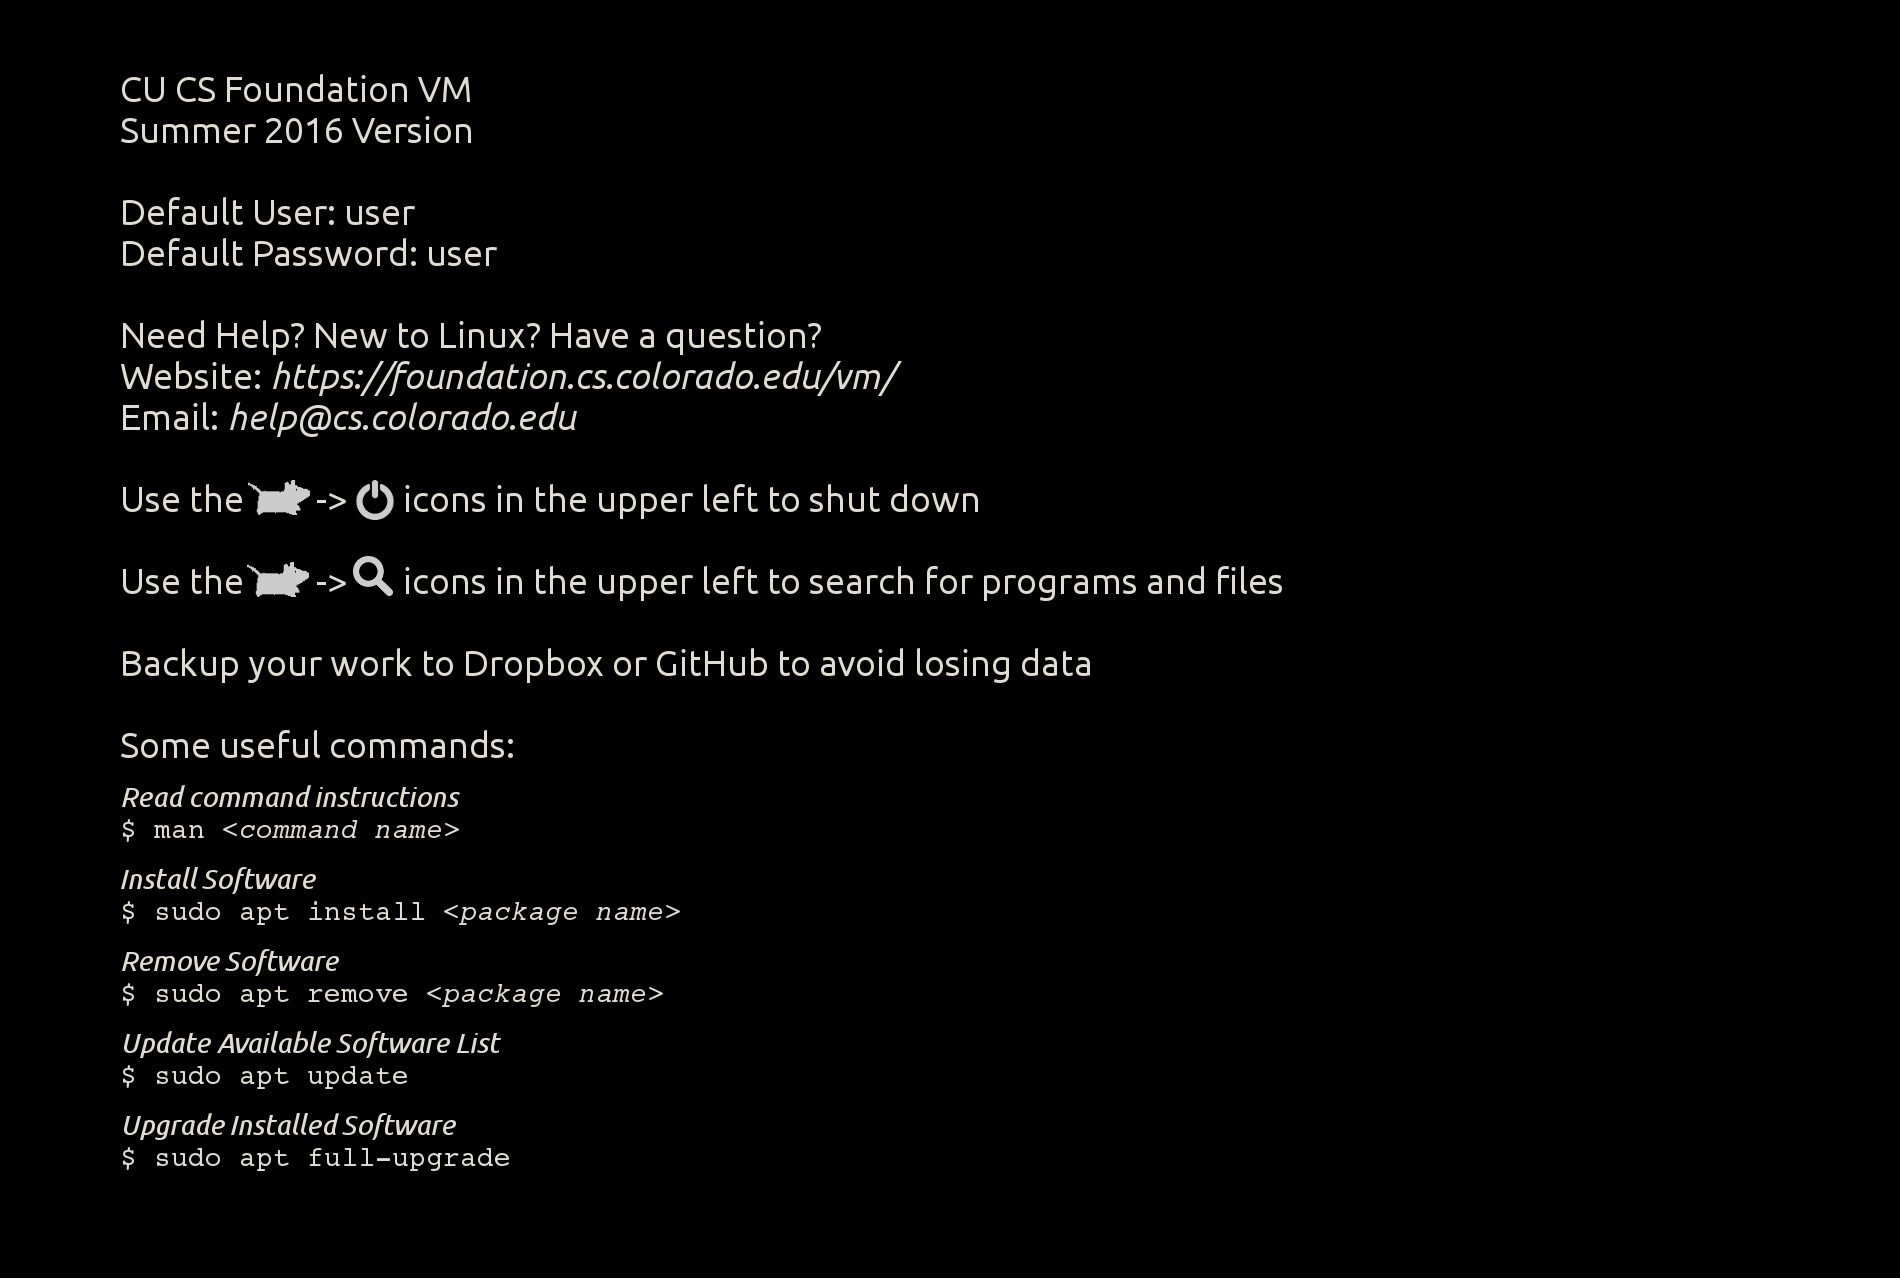 CU CS Foundation VM
Summer 2016 Version
Default User: user
Default Password: user
Need Help? New to Linux? Have a question?
Website: https://foundation.cs.colorado.edu/vm/
Email: help@cs.colorado.edu
Use the -> icons in the upper left to shut down
Use the -> icons in the upper left to search for programs and files
Backup your work to Dropbox or GitHub to avoid losing data
Some useful commands:
Read command instructions
$ man <command name>
Install Software
$ sudo apt install <package name>
Remove Software
$ sudo apt remove <package name>
Update Available Software List
$ sudo apt update
Upgrade Installed Software
$ sudo apt full-upgrade